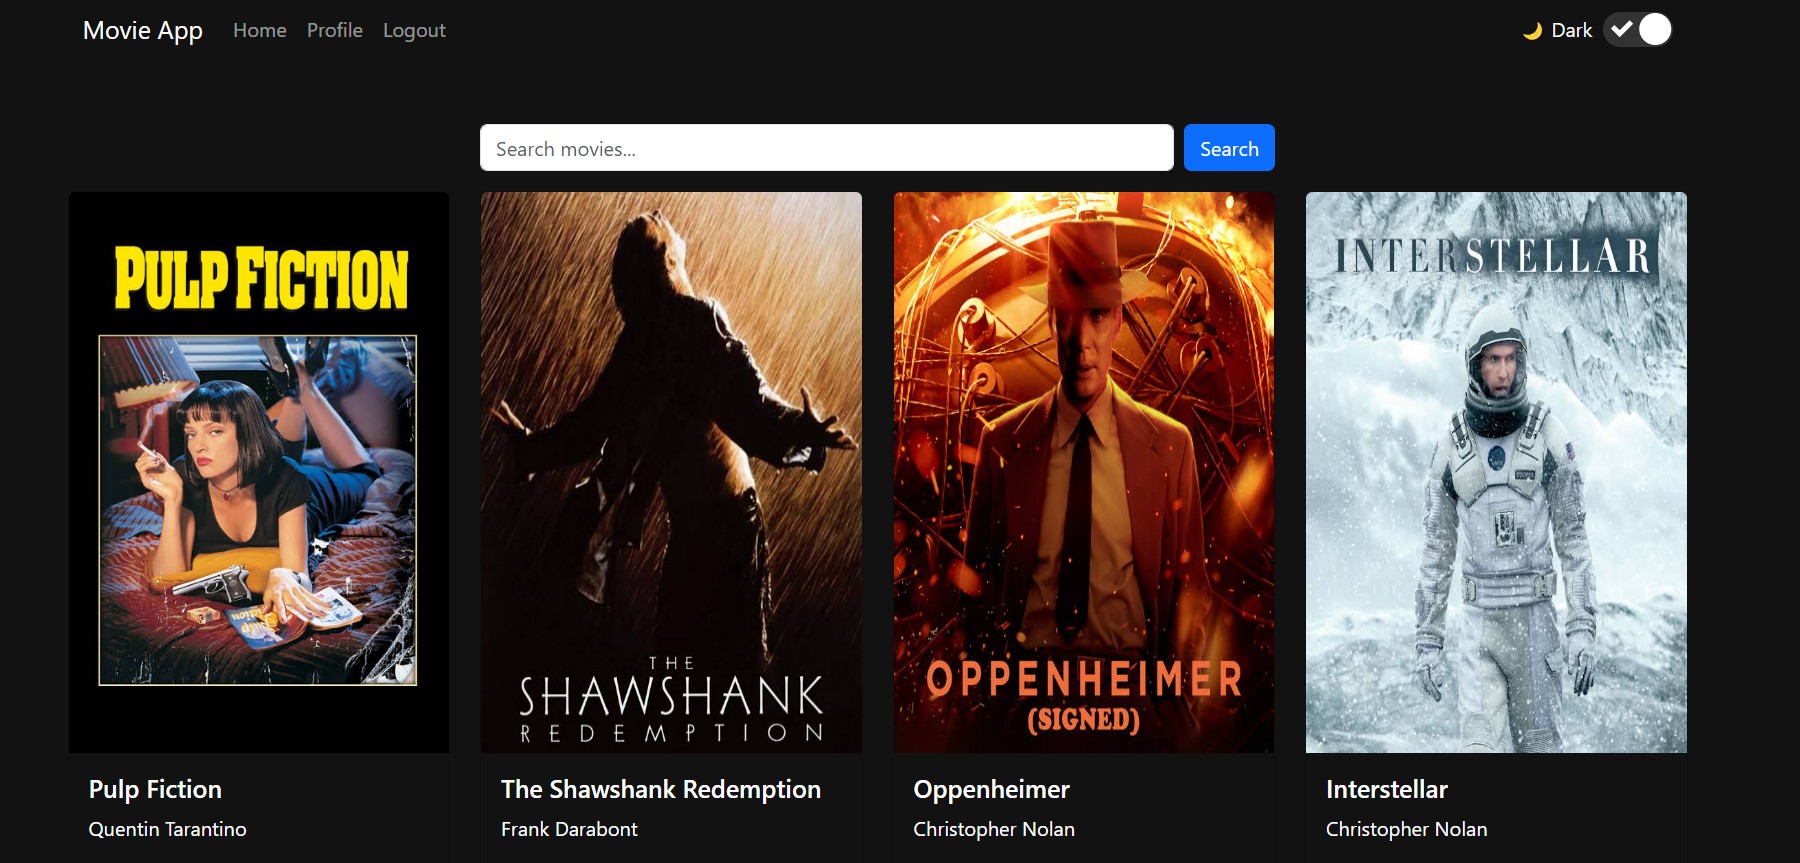 Movie App Home Profile Logout 🌙 Dark
Search movies... Search
PULP FICTION
THE
SHAWSHANK
REDEMPTION
OPPENHEIMER
(SIGNED)
INTERSTELLAR
COOPER
Pulp Fiction
Quentin Tarantino
The Shawshank Redemption
Frank Darabont
Oppenheimer
Christopher Nolan
Interstellar
Christopher Nolan